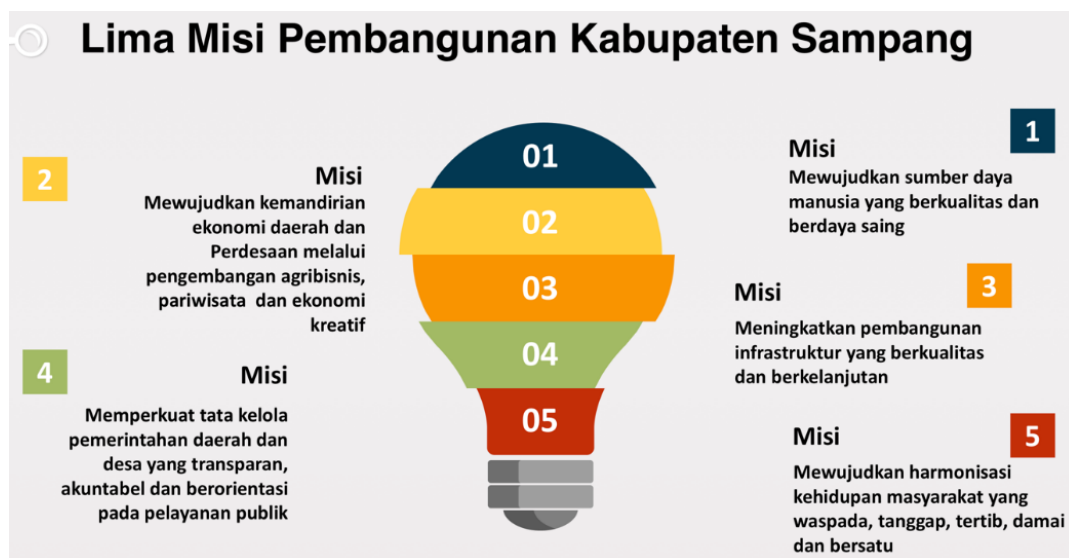 Lima Misi Pembangunan Kabupaten Sampang
1
Misi
Mewujudkan sumber daya
manusia yang berkualitas dan
berdaya saing
2
Misi
Mewujudkan kemandirian
ekonomi daerah dan
Perdesaan melalui
pengembangan agribisnis,
pariwisata dan ekonomi
kreatif
3
Misi
Meningkatkan pembangunan
infrastruktur yang berkualitas
dan berkelanjutan
4
Misi
Memperkuat tata kelola
pemerintahan daerah dan
desa yang transparan,
akuntabel dan berorientasi
pada pelayanan publik
5
Misi
Mewujudkan harmonisasi
kehidupan masyarakat yang
waspada, tanggap, tertib, damai
dan bersatu
01
02
03
04
05